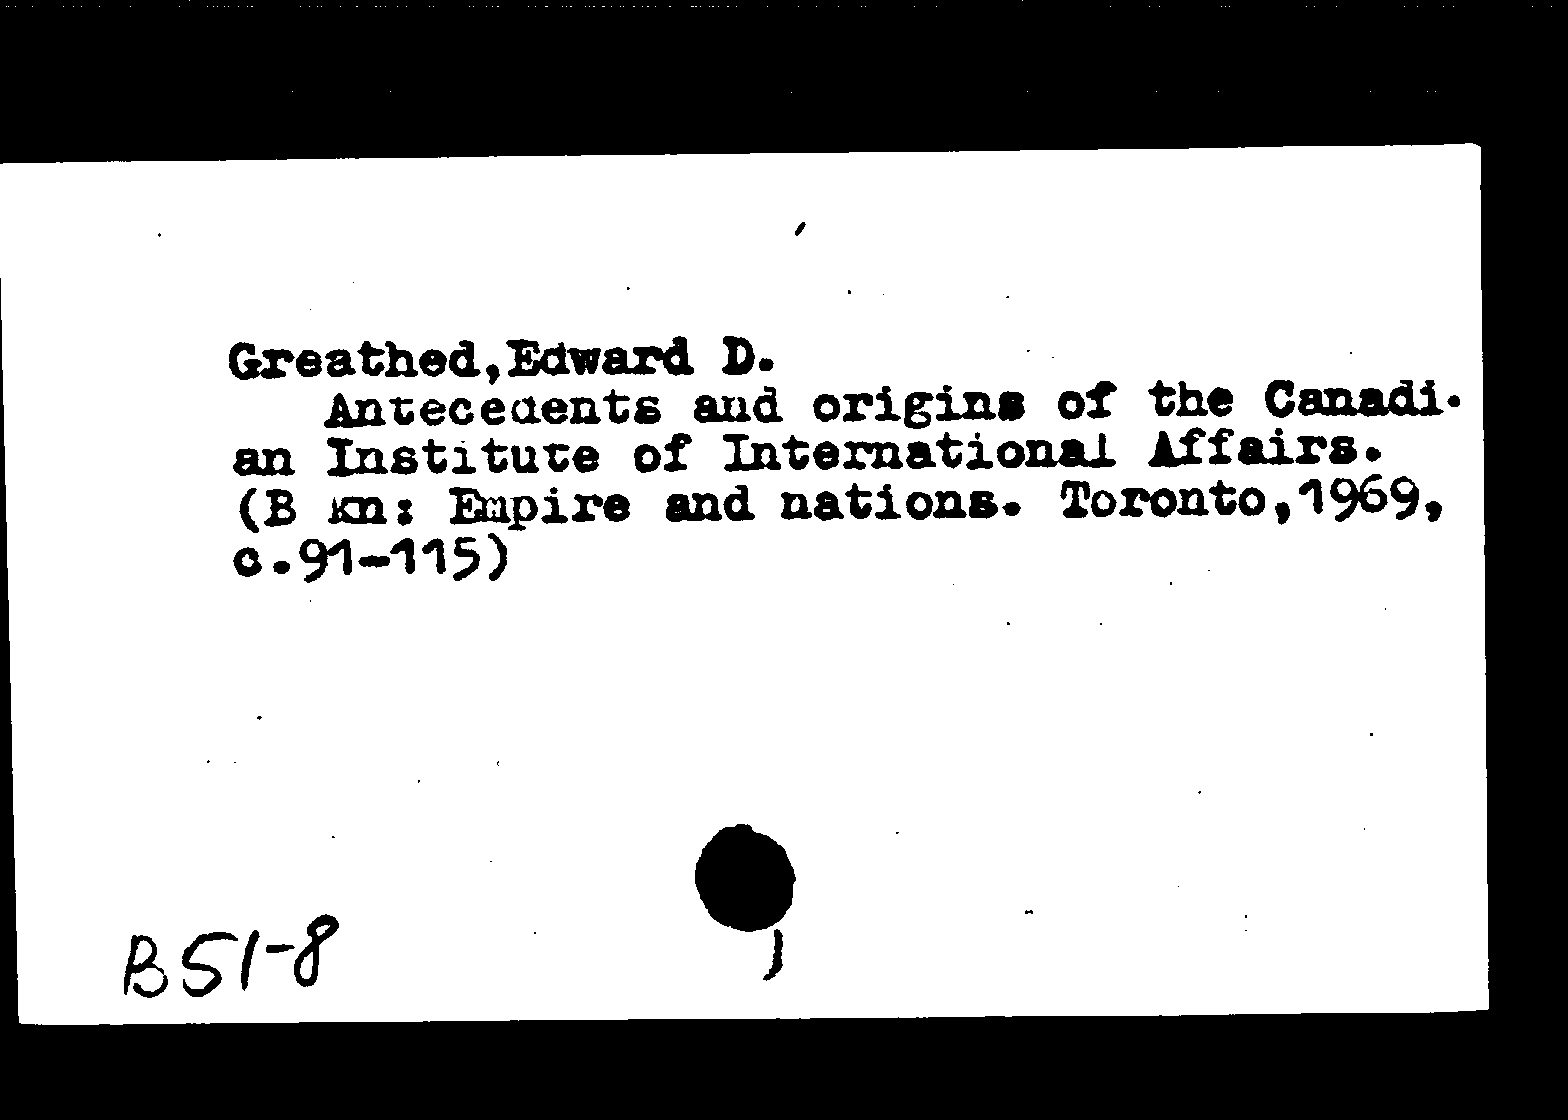 Greathed,Edward D.
Antecedents and origins of the Canadi-
an Institute of International Affairs.
(В кн: Empire and nations. Toronto,1969,
c.91-115)
B51-8